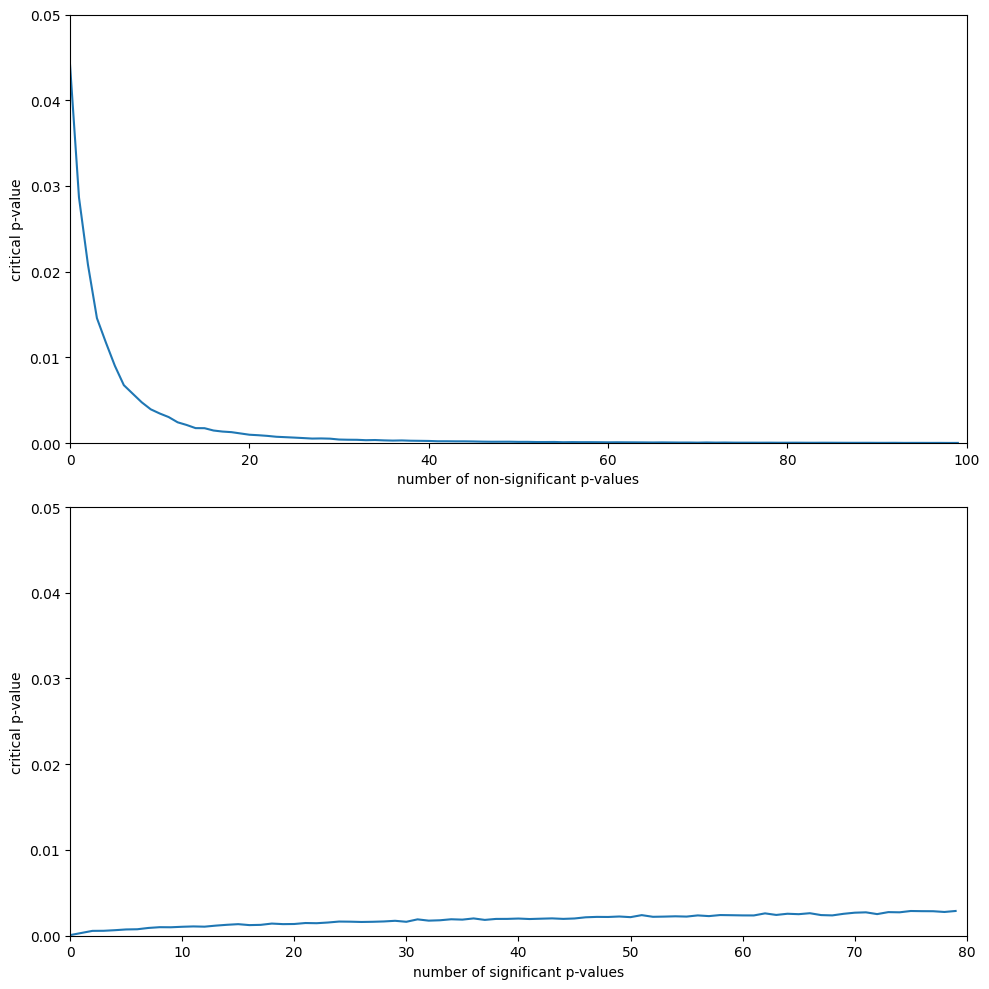 0.05
0.04
0.03
0.02
0.01
0.00
critical p-value
0 20 40 60 80 100
number of non-significant p-values
0.05
0.04
0.03
0.02
0.01
0.00
critical p-value
0 10 20 30 40 50 60 70 80
number of significant p-values